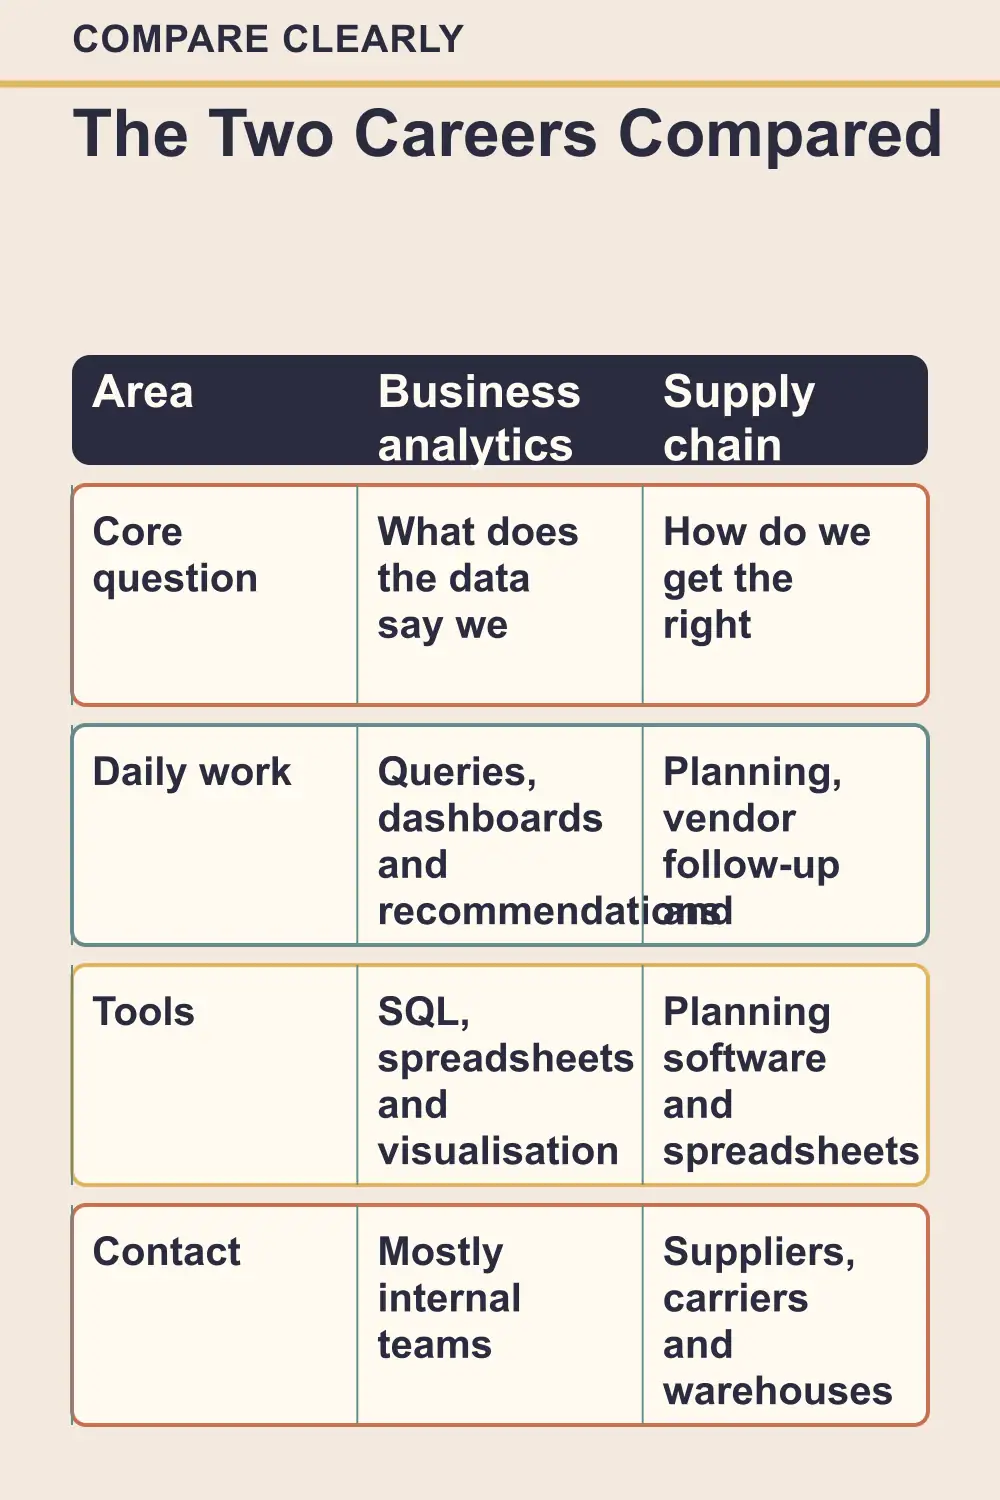 COMPARE CLEARLY
The Two Careers Compared
Area
Business
analytics
Supply
chain
Core
question
What does
the data
say we
How do we
get the
right
Daily work
Queries,
dashboards
and
recommendations
Planning,
vendor
follow-up
and
Tools
SQL,
spreadsheets
and
visualisation
Planning
software
and
spreadsheets
Contact
Mostly
internal
teams
Suppliers,
carriers
and
warehouses